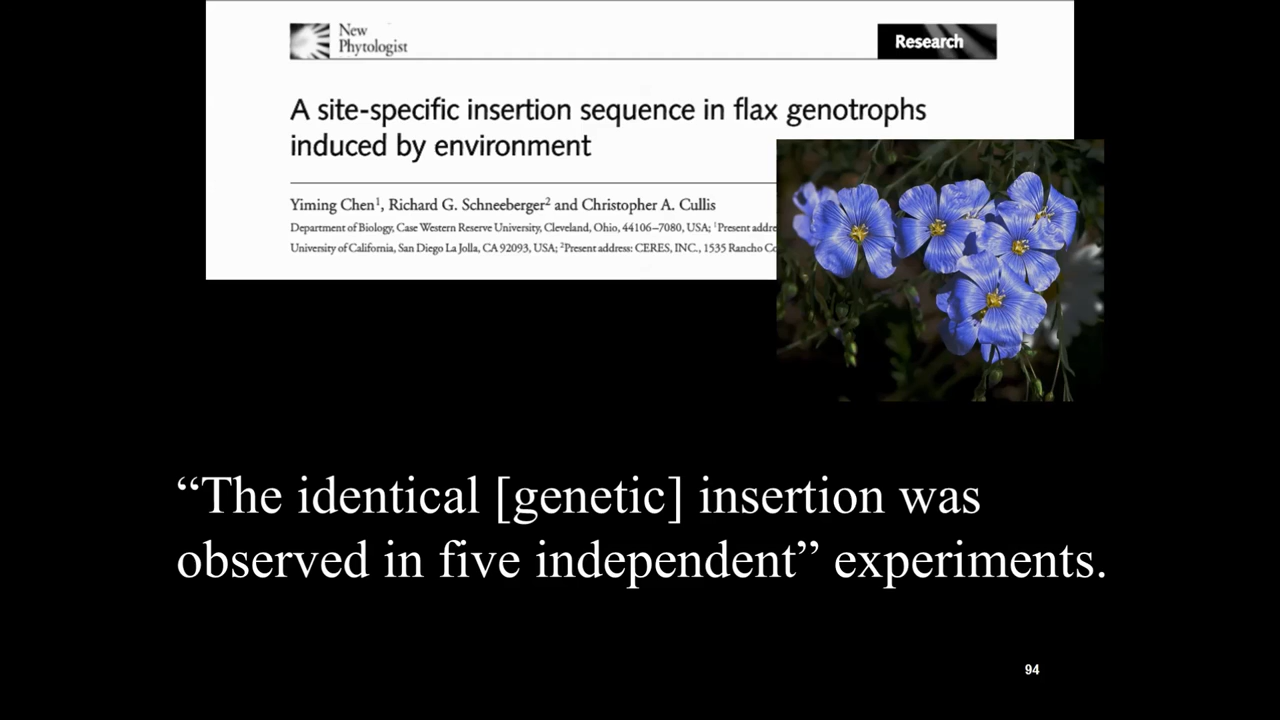 New
Phytologist
Research
A site-specific insertion sequence in flax genotrophs
induced by environment
Yiming Chen¹, Richard G. Schneeberger² and Christopher A. Cullis
Department of Biology, Case Western Reserve University, Cleveland, Ohio, 44106–7080, USA; ¹Present
University of California, San Diego La Jolla, CA 92093, USA; ²Present address: CERES, INC., 1535 Rancho
“The identical [genetic] insertion was
observed in five independent” experiments.
94